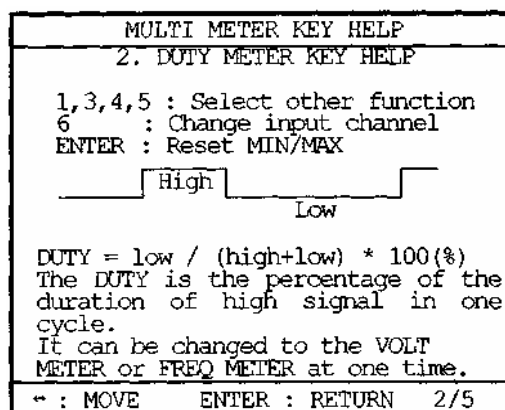 MULTI METER KEY HELP
2. DUTY METER KEY HELP
1,3,4,5 : Select other function
6 : Change input channel
ENTER : Reset MIN/MAX
High
Low
DUTY = low / (high+low) * 100(%)
The DUTY is the percentage of the
duration of high signal in one
cycle.
It can be changed to the VOLT
METER or FREQ METER at one time.
↔ : MOVE ENTER : RETURN 2/5